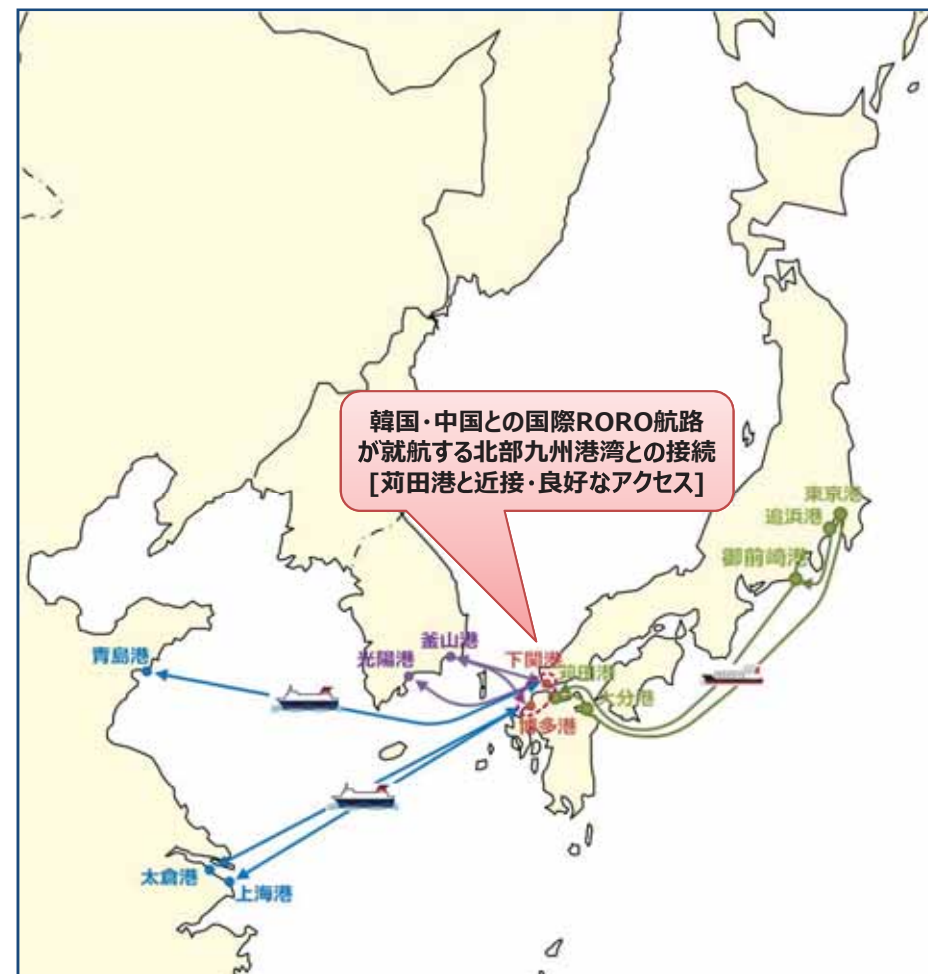 韓国・中国との国際RORO航路
が就航する北部九州港湾との接続
[苅田港と近接・良好なアクセス]
東京港
追浜港
御前崎港
釜山港
光陽港
下関港
苅田港
大分港
博多港
青島港
太倉港
上海港